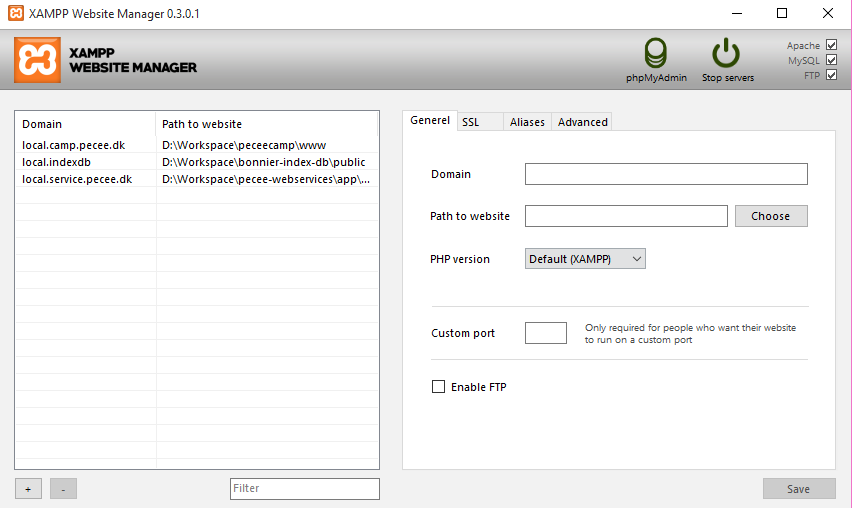 XAMPP Website Manager 0.3.0.1
XAMPP
WEBSITE MANAGER
phpMyAdmin
Stop servers
Apache
MySQL
FTP
Domain Path to website
local.camp.pecee.dk D:\Workspace\peceecamp\www
local.indexdb D:\Workspace\bonnier-index-db\public
local.service.pecee.dk D:\Workspace\pecee-webservices\app\...
+ -
Filter
Generel SSL Aliases Advanced
Domain
Path to website Choose
PHP version Default (XAMPP)
Custom port
Only required for people who want their website
to run on a custom port
Enable FTP
Save